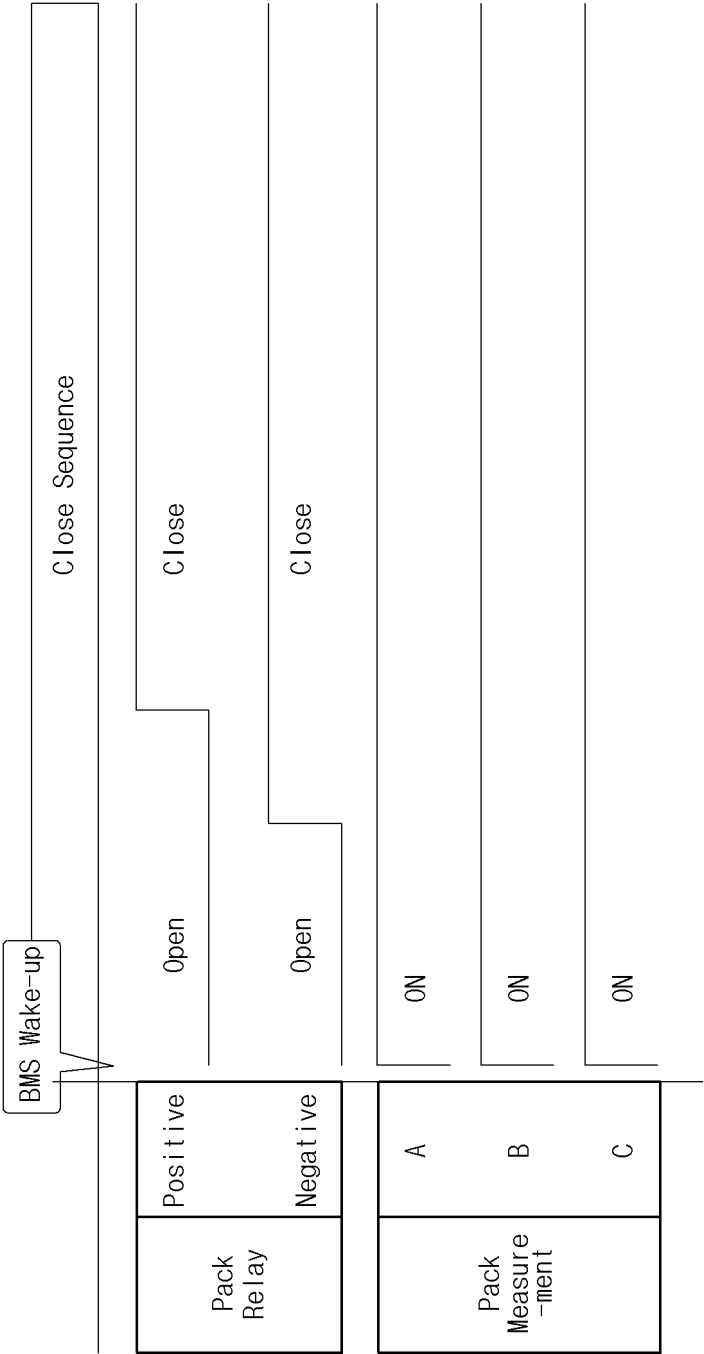 BMS Wake-up
Close Sequence
Pack
Relay
Positive
Open
Close
Negative
Open
Close
Pack
Measure
-ment
A
ON
B
ON
C
ON